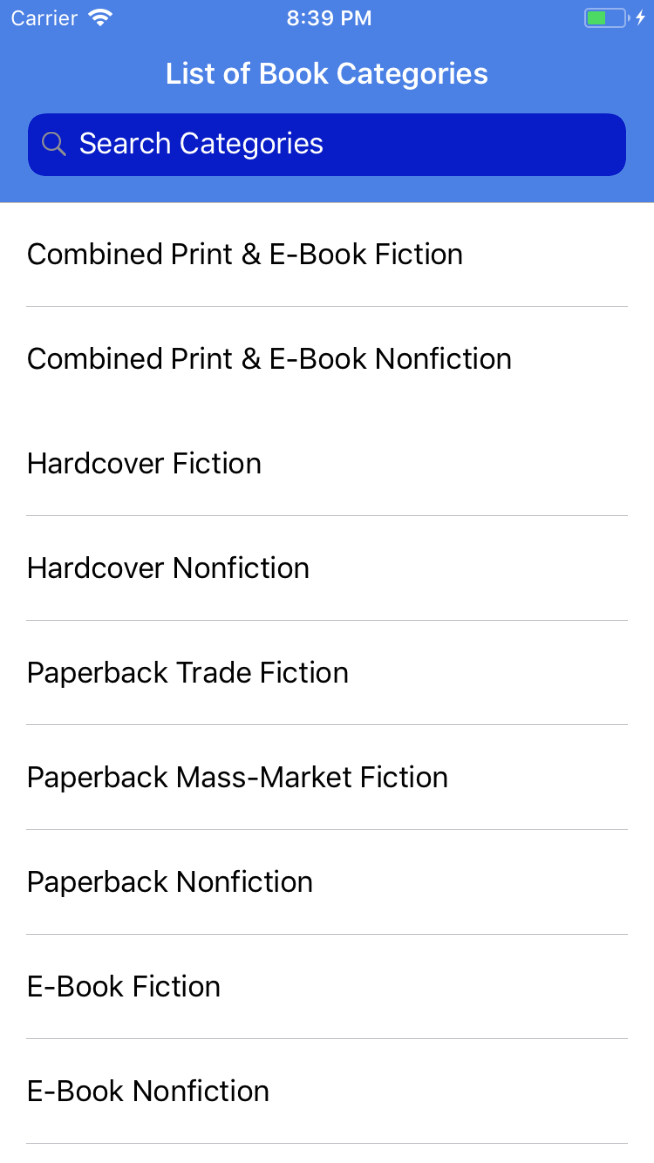 Carrier 8:39 PM
List of Book Categories
Search Categories
Combined Print & E-Book Fiction
Combined Print & E-Book Nonfiction
Hardcover Fiction
Hardcover Nonfiction
Paperback Trade Fiction
Paperback Mass-Market Fiction
Paperback Nonfiction
E-Book Fiction
E-Book Nonfiction